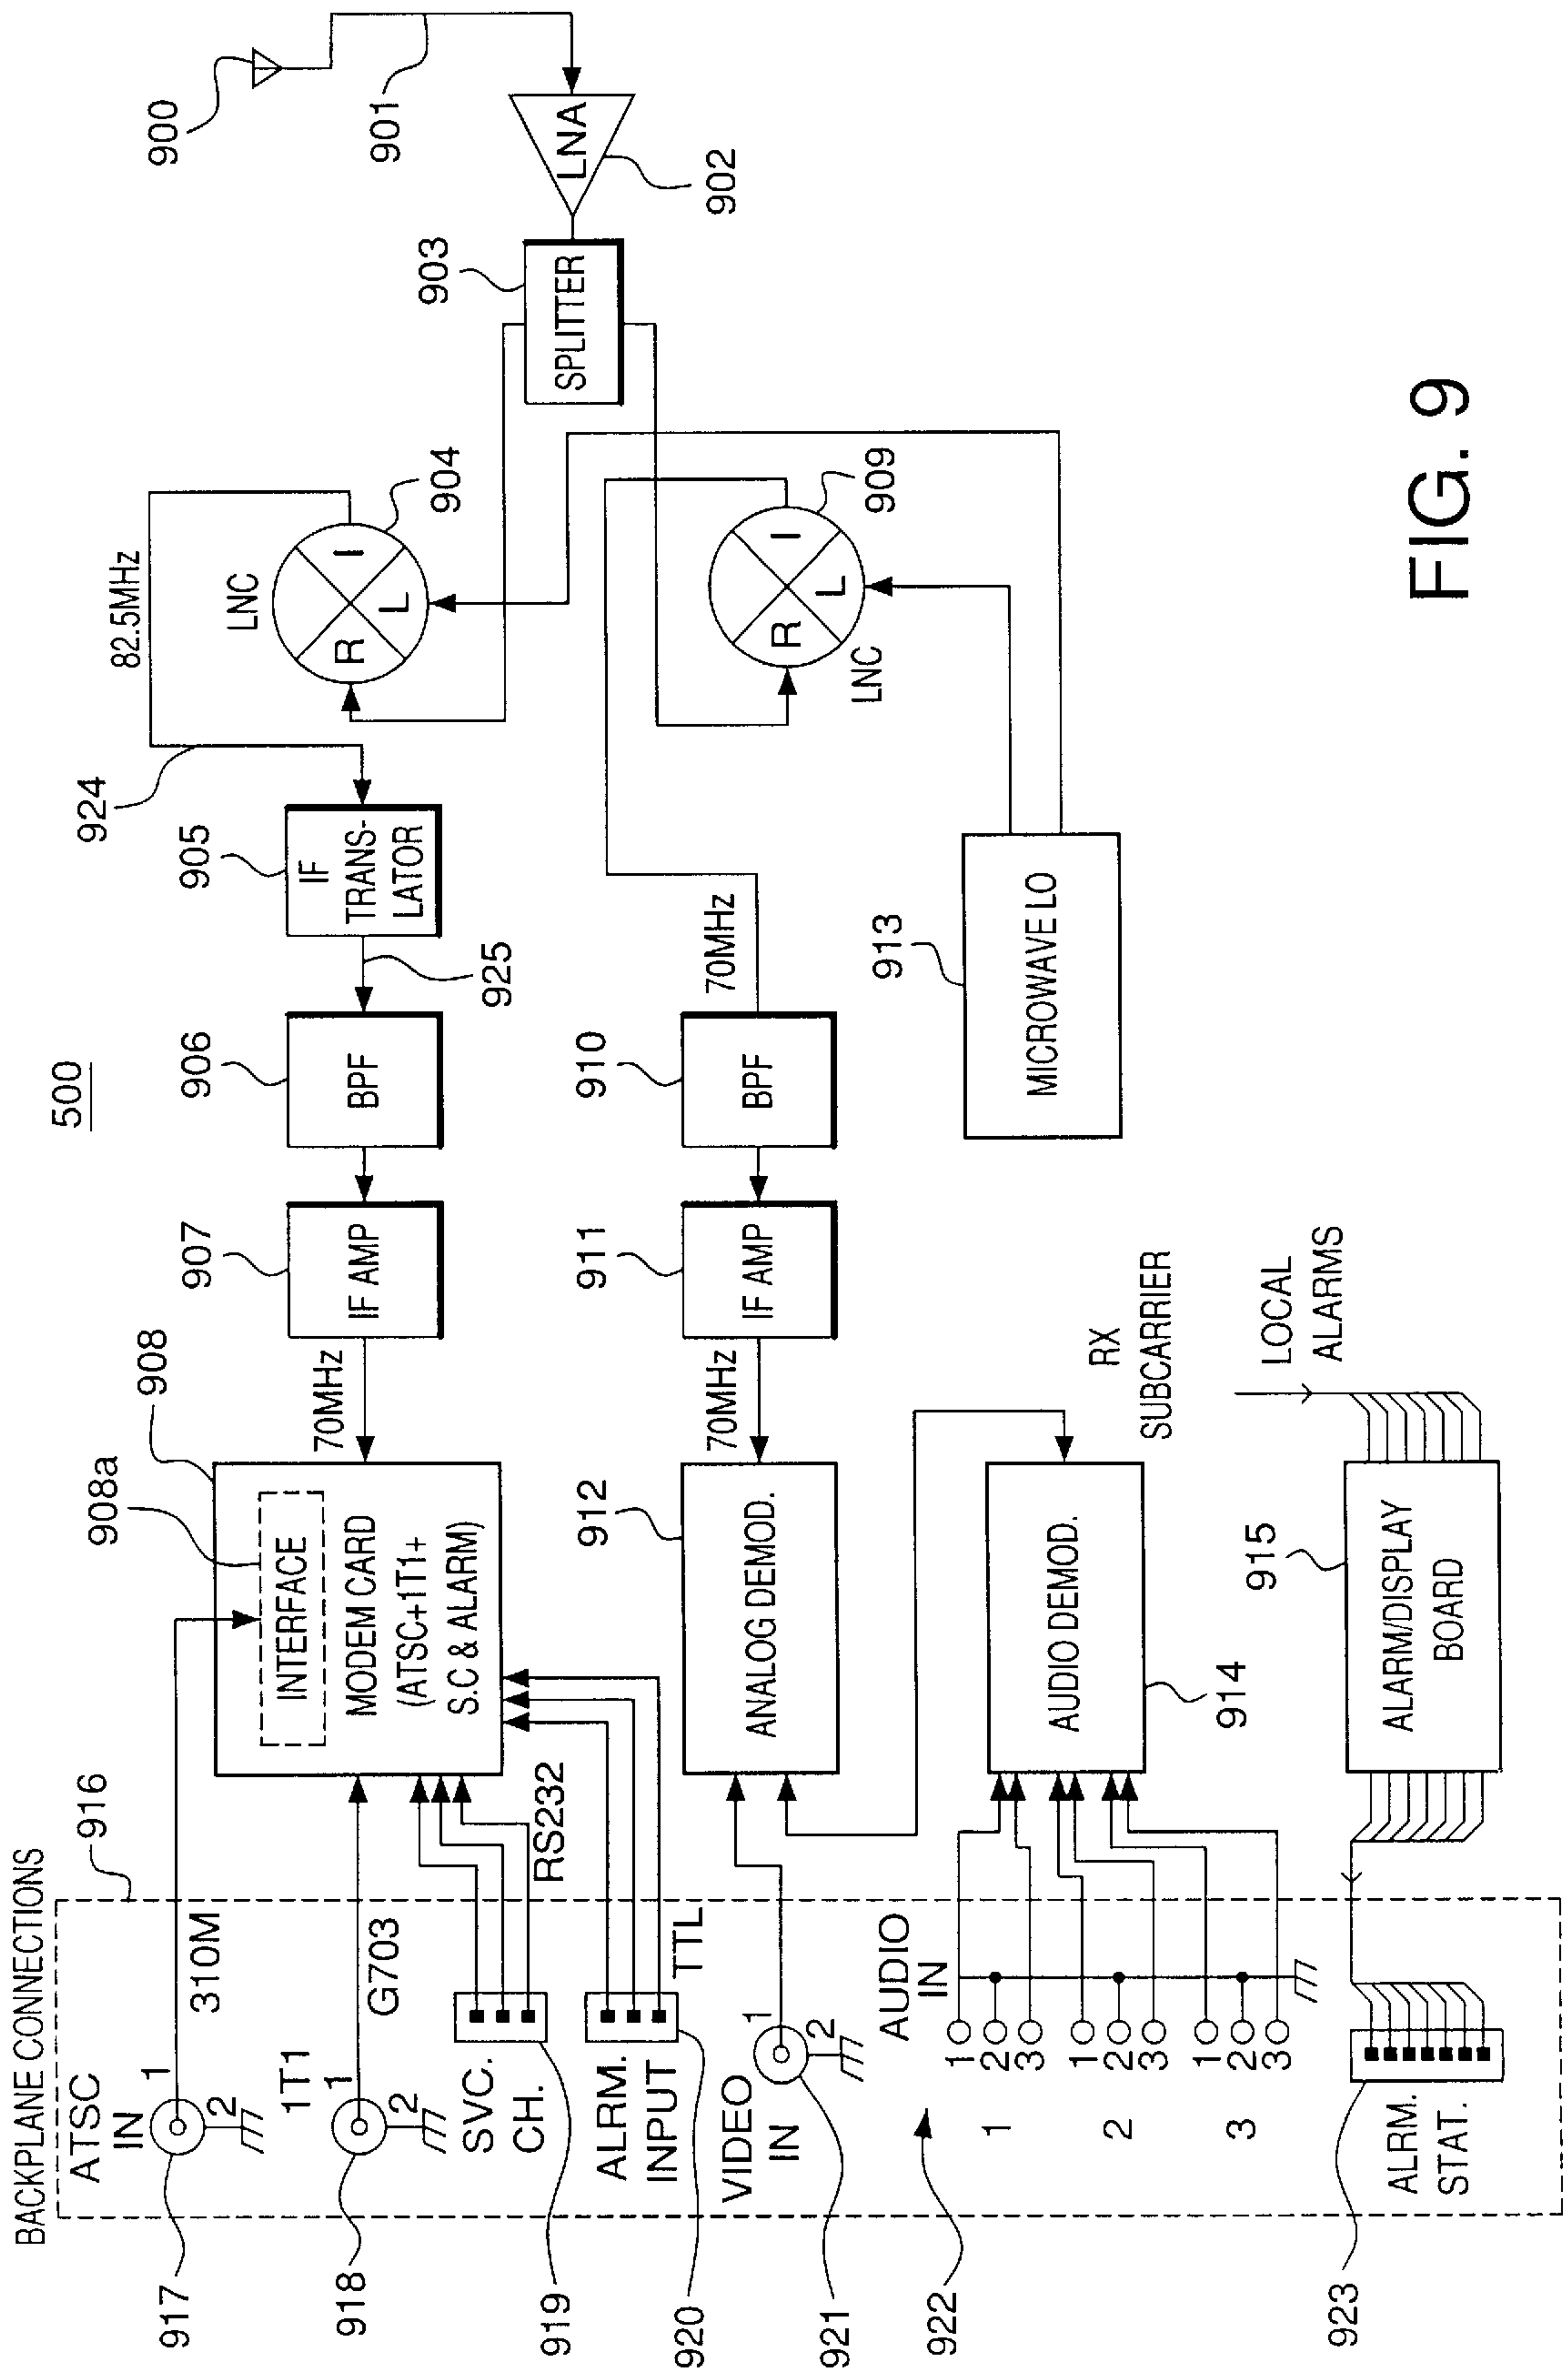 BACKPLANE CONNECTIONS
916
500
917
ATSC
IN
1
2
310M
908
908a
INTERFACE
MODEM CARD
(ATSC+1T1+
S.C & ALARM)
70MHz
907
IF AMP
906
BPF
925
905
IF
TRANS-
LATOR
924
82.5MHz
LNC
R
L
I
904
903
SPLITTER
LNA
902
901
900
918
1T1
1
2
G703
919
SVC.
CH.
RS232
920
ALRM.
INPUT
TTL
921
VIDEO
IN
1
2
912
ANALOG DEMOD.
70MHz
911
IF AMP
910
BPF
70MHz
LNC
R
L
I
909
913
MICROWAVE LO
922
AUDIO
IN
1
1
2
3
2
1
2
3
3
1
2
3
AUDIO DEMOD.
914
RX
SUBCARRIER
923
ALRM.
STAT.
915
ALARM/DISPLAY
BOARD
LOCAL
ALARMS
FIG. 9